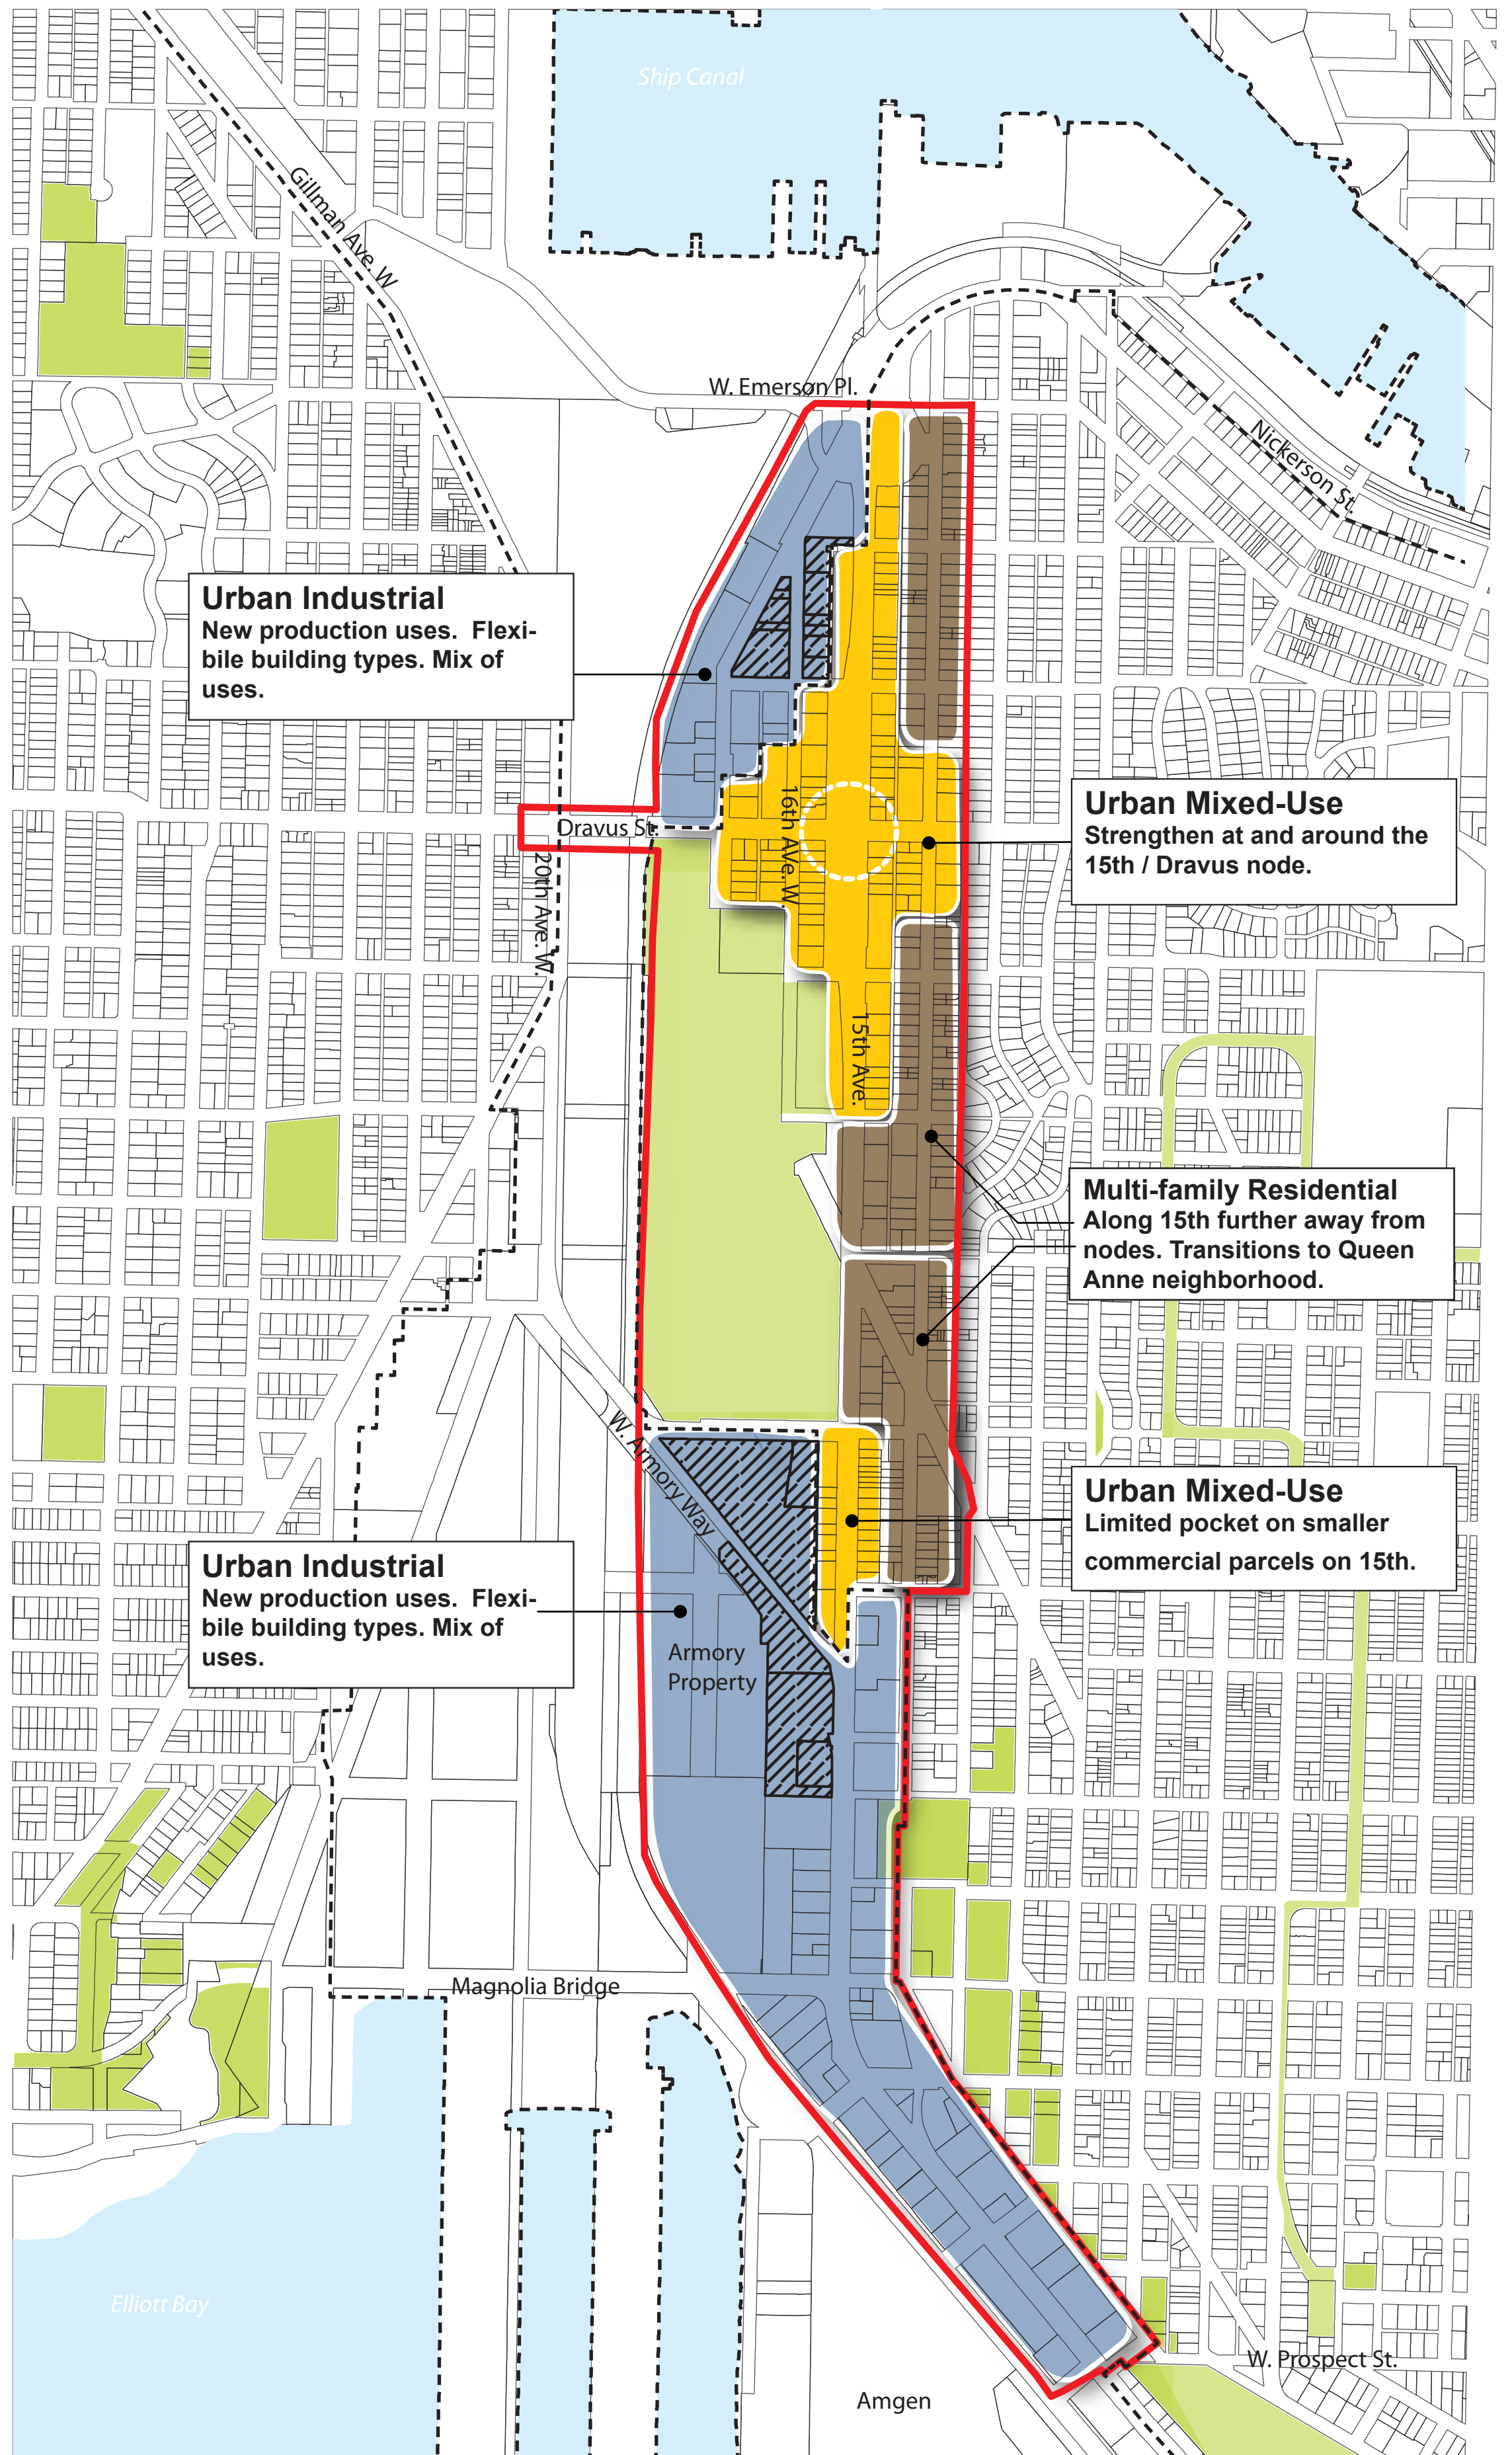 Ship Canal
Gillman Ave. W
W. Emerson Pl.
Nickerson St.
Urban Industrial
New production uses.  Flexi-
bile building types. Mix of
uses.
Urban Mixed-Use
Strengthen at and around the
15th / Dravus node.
16th AVe. W.
Dravus St.
20th Ave. W.
15th Ave.
Multi-family Residential
Along 15th further away from
nodes. Transitions to Queen
Anne neighborhood.
W. Armory Way
Urban Mixed-Use
Limited pocket on smaller
commercial parcels on 15th.
Urban Industrial
New production uses.  Flexi-
bile building types. Mix of
uses.
Armory
Property
Magnolia Bridge
Elliott Bay
W. Prospect St.
Amgen